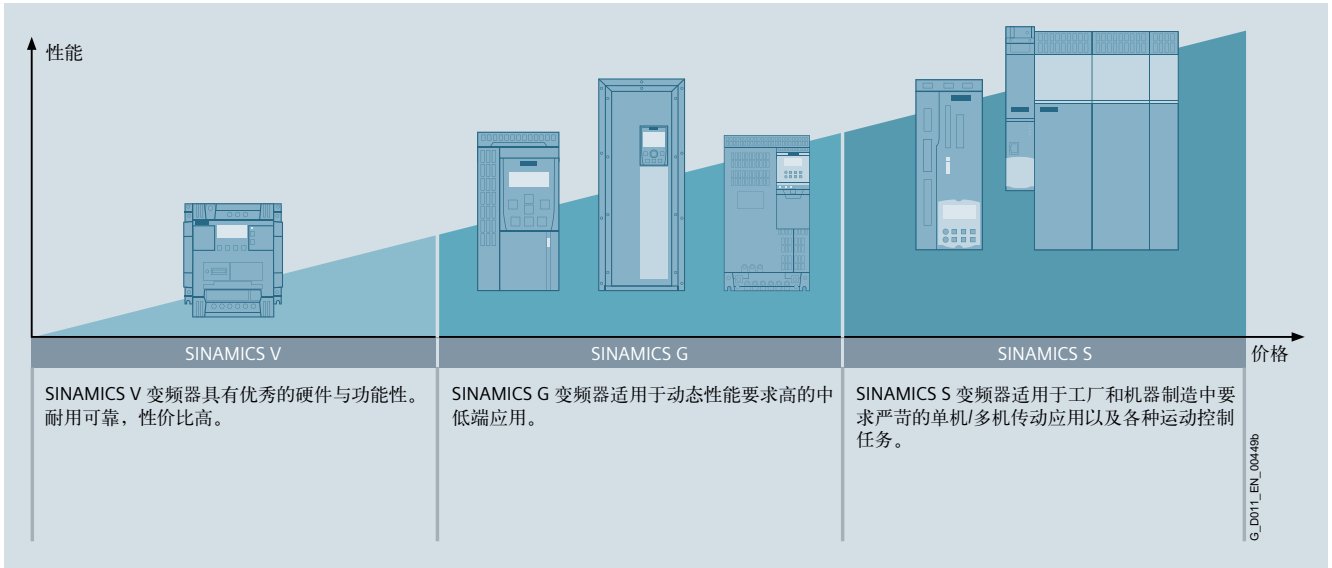 性能
SINAMICS V
SINAMICS G
SINAMICS S
价格
SINAMICS V 变频器具有优秀的硬件与功能性。
耐用可靠，性价比高。
SINAMICS G 变频器适用于动态性能要求高的中
低端应用。
SINAMICS S 变频器适用于工厂和机器制造中要
求严苛的单机/多机传动应用以及各种运动控制
任务。
G_D011_EN_00449b